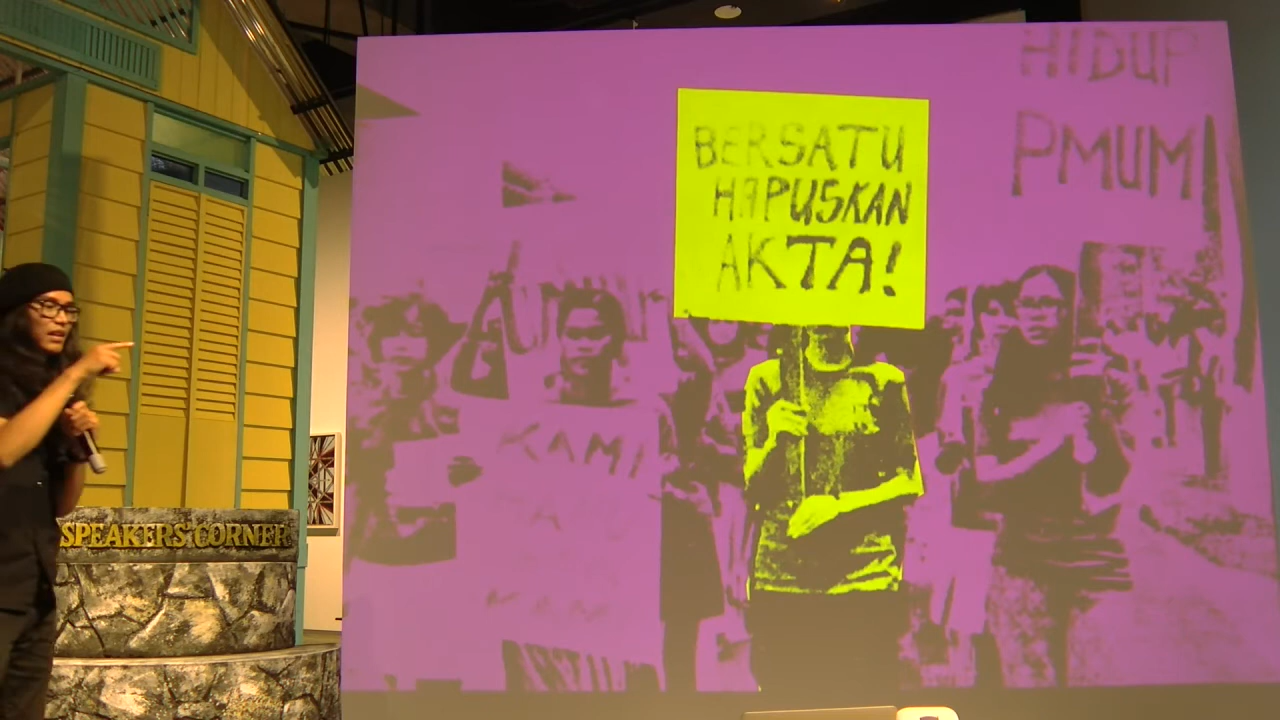 HIDUP
PMUM
BERSATU
HAPUSKAN
AKTA!
KAMI
SPEAKERS' CORNER